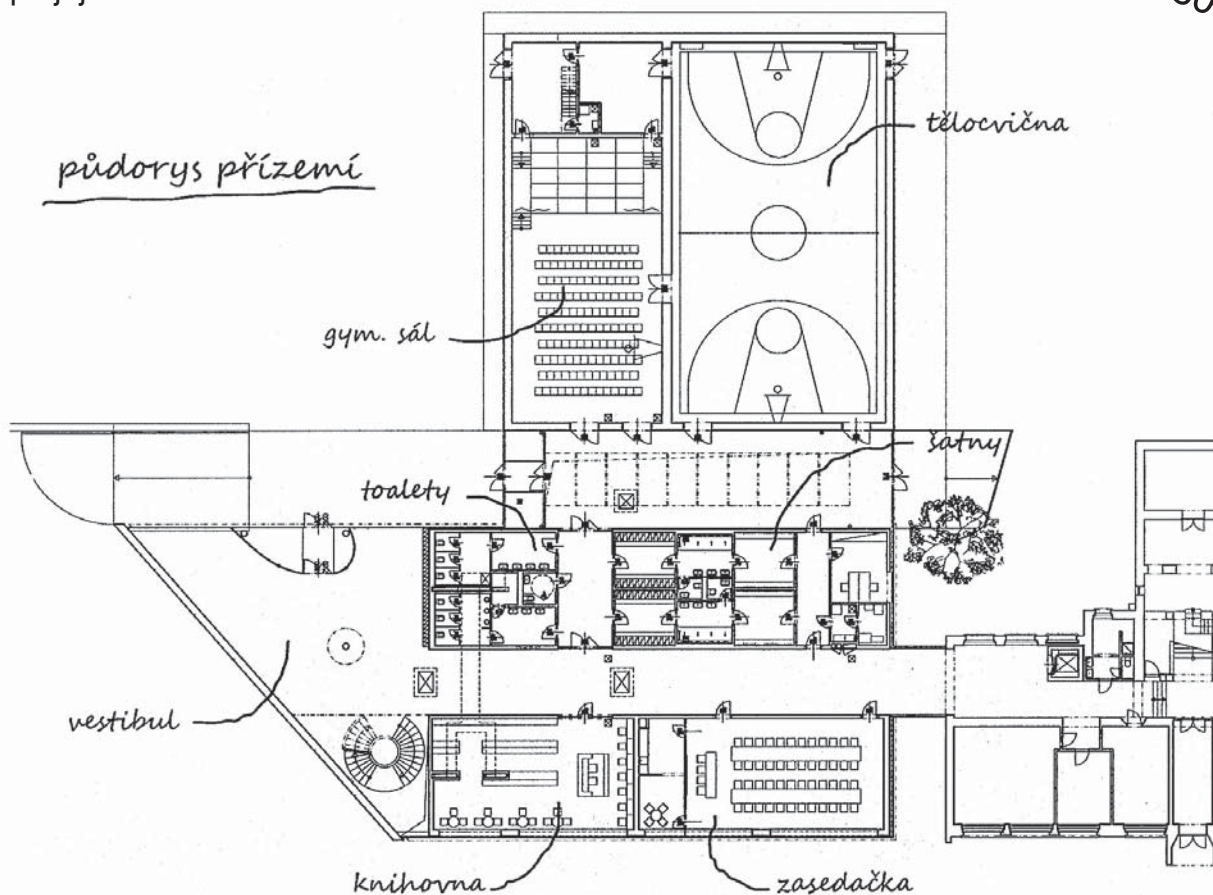 půdorys přízemí
tělocvična
gym. sál
šatny
toalety
vestibul
knihovna
zasedačka